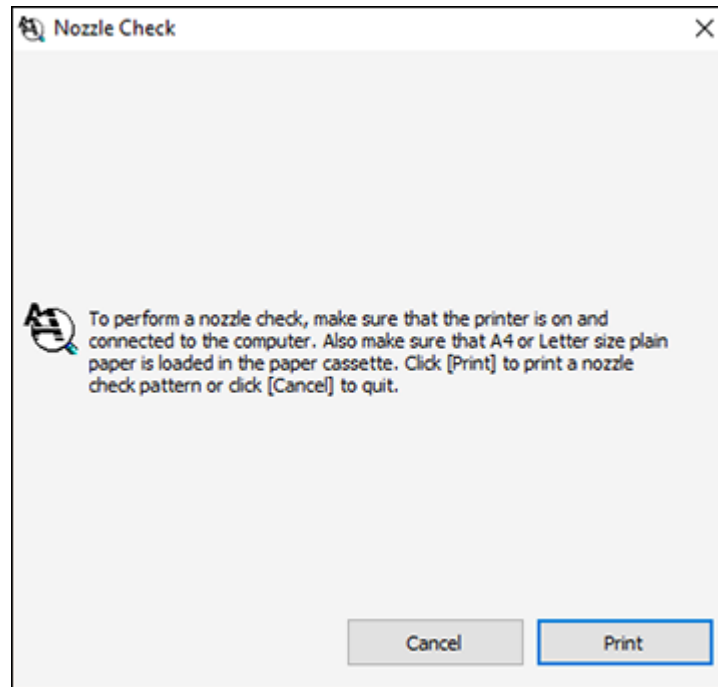 Nozzle Check
To perform a nozzle check, make sure that the printer is on and
connected to the computer. Also make sure that A4 or Letter size plain
paper is loaded in the paper cassette. Click [Print] to print a nozzle
check pattern or click [Cancel] to quit.
Cancel Print